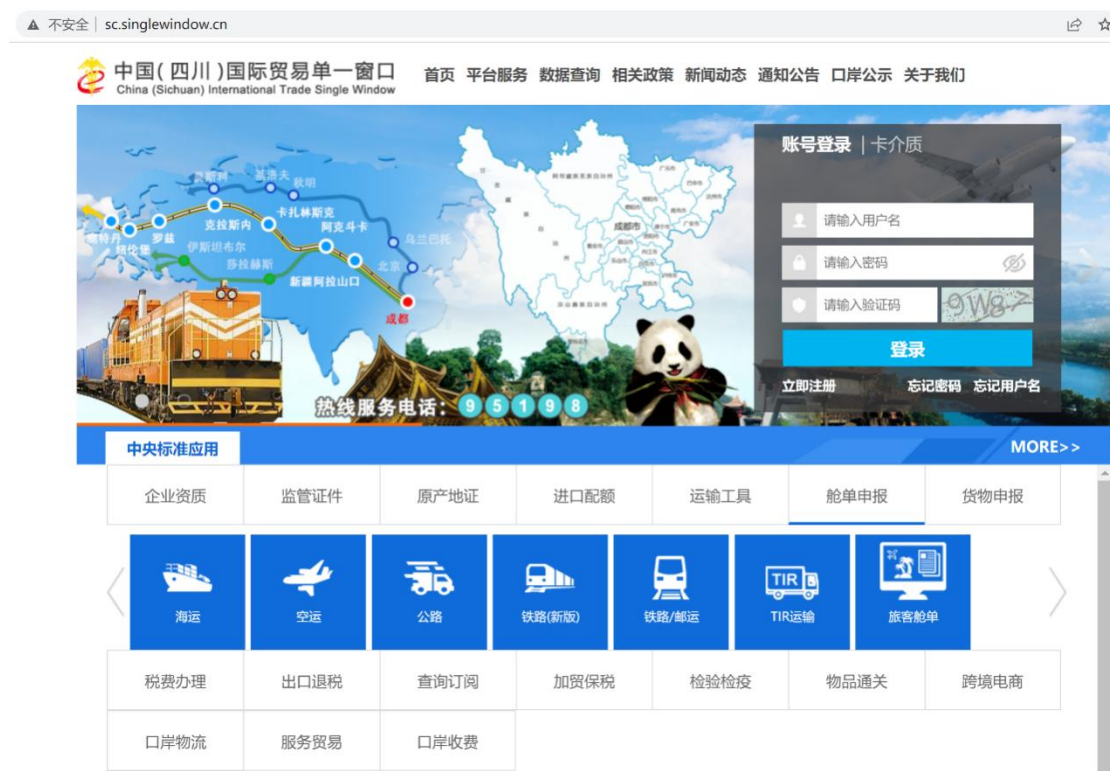 不安全 sc.singlewindow.cn
中国(四川)国际贸易单一窗口
China (Sichuan) International Trade Single Window
首页 平台服务 数据查询 相关政策 新闻动态 通知公告 口岸公示 关于我们
账号登录 | 卡介质
请输入用户名
请输入密码
请输入验证码
登录
立即注册 忘记密码 忘记用户名
秋明
卡扎林斯克
克拉斯内
阿克斗卡
乌兰巴托
罗兹
伊斯坦布尔
莎拉赫斯
北京
新疆阿拉山口
成都
成都市
热线服务电话：95198
中央标准应用
MORE>>
企业资质 监管证件 原产地证 进口配额 运输工具 舱单申报 货物申报
海运 空运 公路 铁路(新版) 铁路/邮运 TIR运输 旅客舱单
TIR
税费办理 出口退税 查询订阅 加贸保税 检验检疫 物品通关 跨境电商
口岸物流 服务贸易 口岸收费